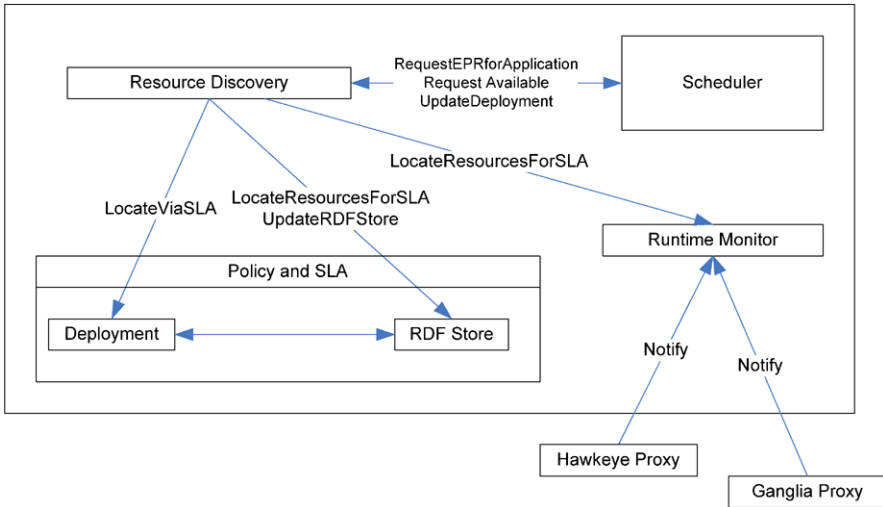 RequestEPRforApplication
Resource Discovery
Request Available
Scheduler
UpdateDeployment
LocateResourcesForSLA
LocateViaSLA
LocateResourcesForSLA
UpdateRDFStore
Runtime Monitor
Policy and SLA
Deployment
RDF Store
Notify
Notify
Hawkeye Proxy
Ganglia Proxy